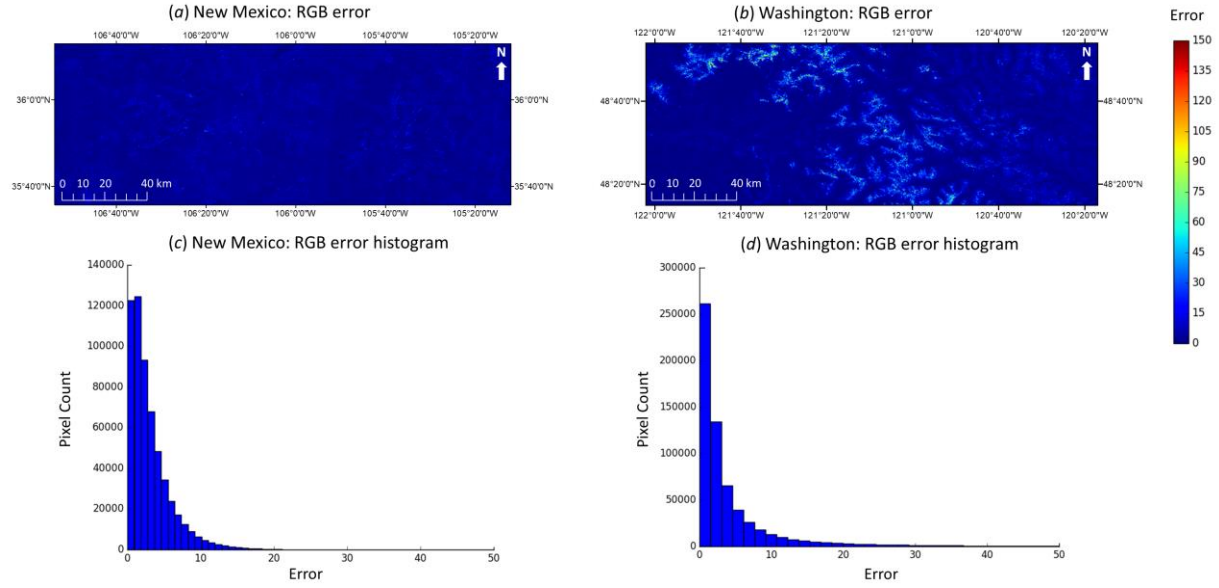 (a) New Mexico: RGB error
106°40'0"W 106°20'0"W 106°0'0"W 105°40'0"W 105°20'0"W
N
36°0'0"N 36°0'0"N
35°40'0"N 35°40'0"N
0 10 20 40 km
106°40'0"W 106°20'0"W 106°0'0"W 105°40'0"W 105°20'0"W
(b) Washington: RGB error
122°0'0"W 121°40'0"W 121°20'0"W 121°0'0"W 120°40'0"W 120°20'0"W
N
48°40'0"N 48°40'0"N
48°20'0"N 48°20'0"N
0 10 20 40 km
122°0'0"W 121°40'0"W 121°20'0"W 121°0'0"W 120°40'0"W 120°20'0"W
Error
150
135
120
105
90
75
60
45
30
15
0
(c) New Mexico: RGB error histogram
140000
120000
100000
80000
60000
40000
20000
0
Pixel Count
0 10 20 30 40 50
Error
(d) Washington: RGB error histogram
300000
250000
200000
150000
100000
50000
0
Pixel Count
0 10 20 30 40 50
Error